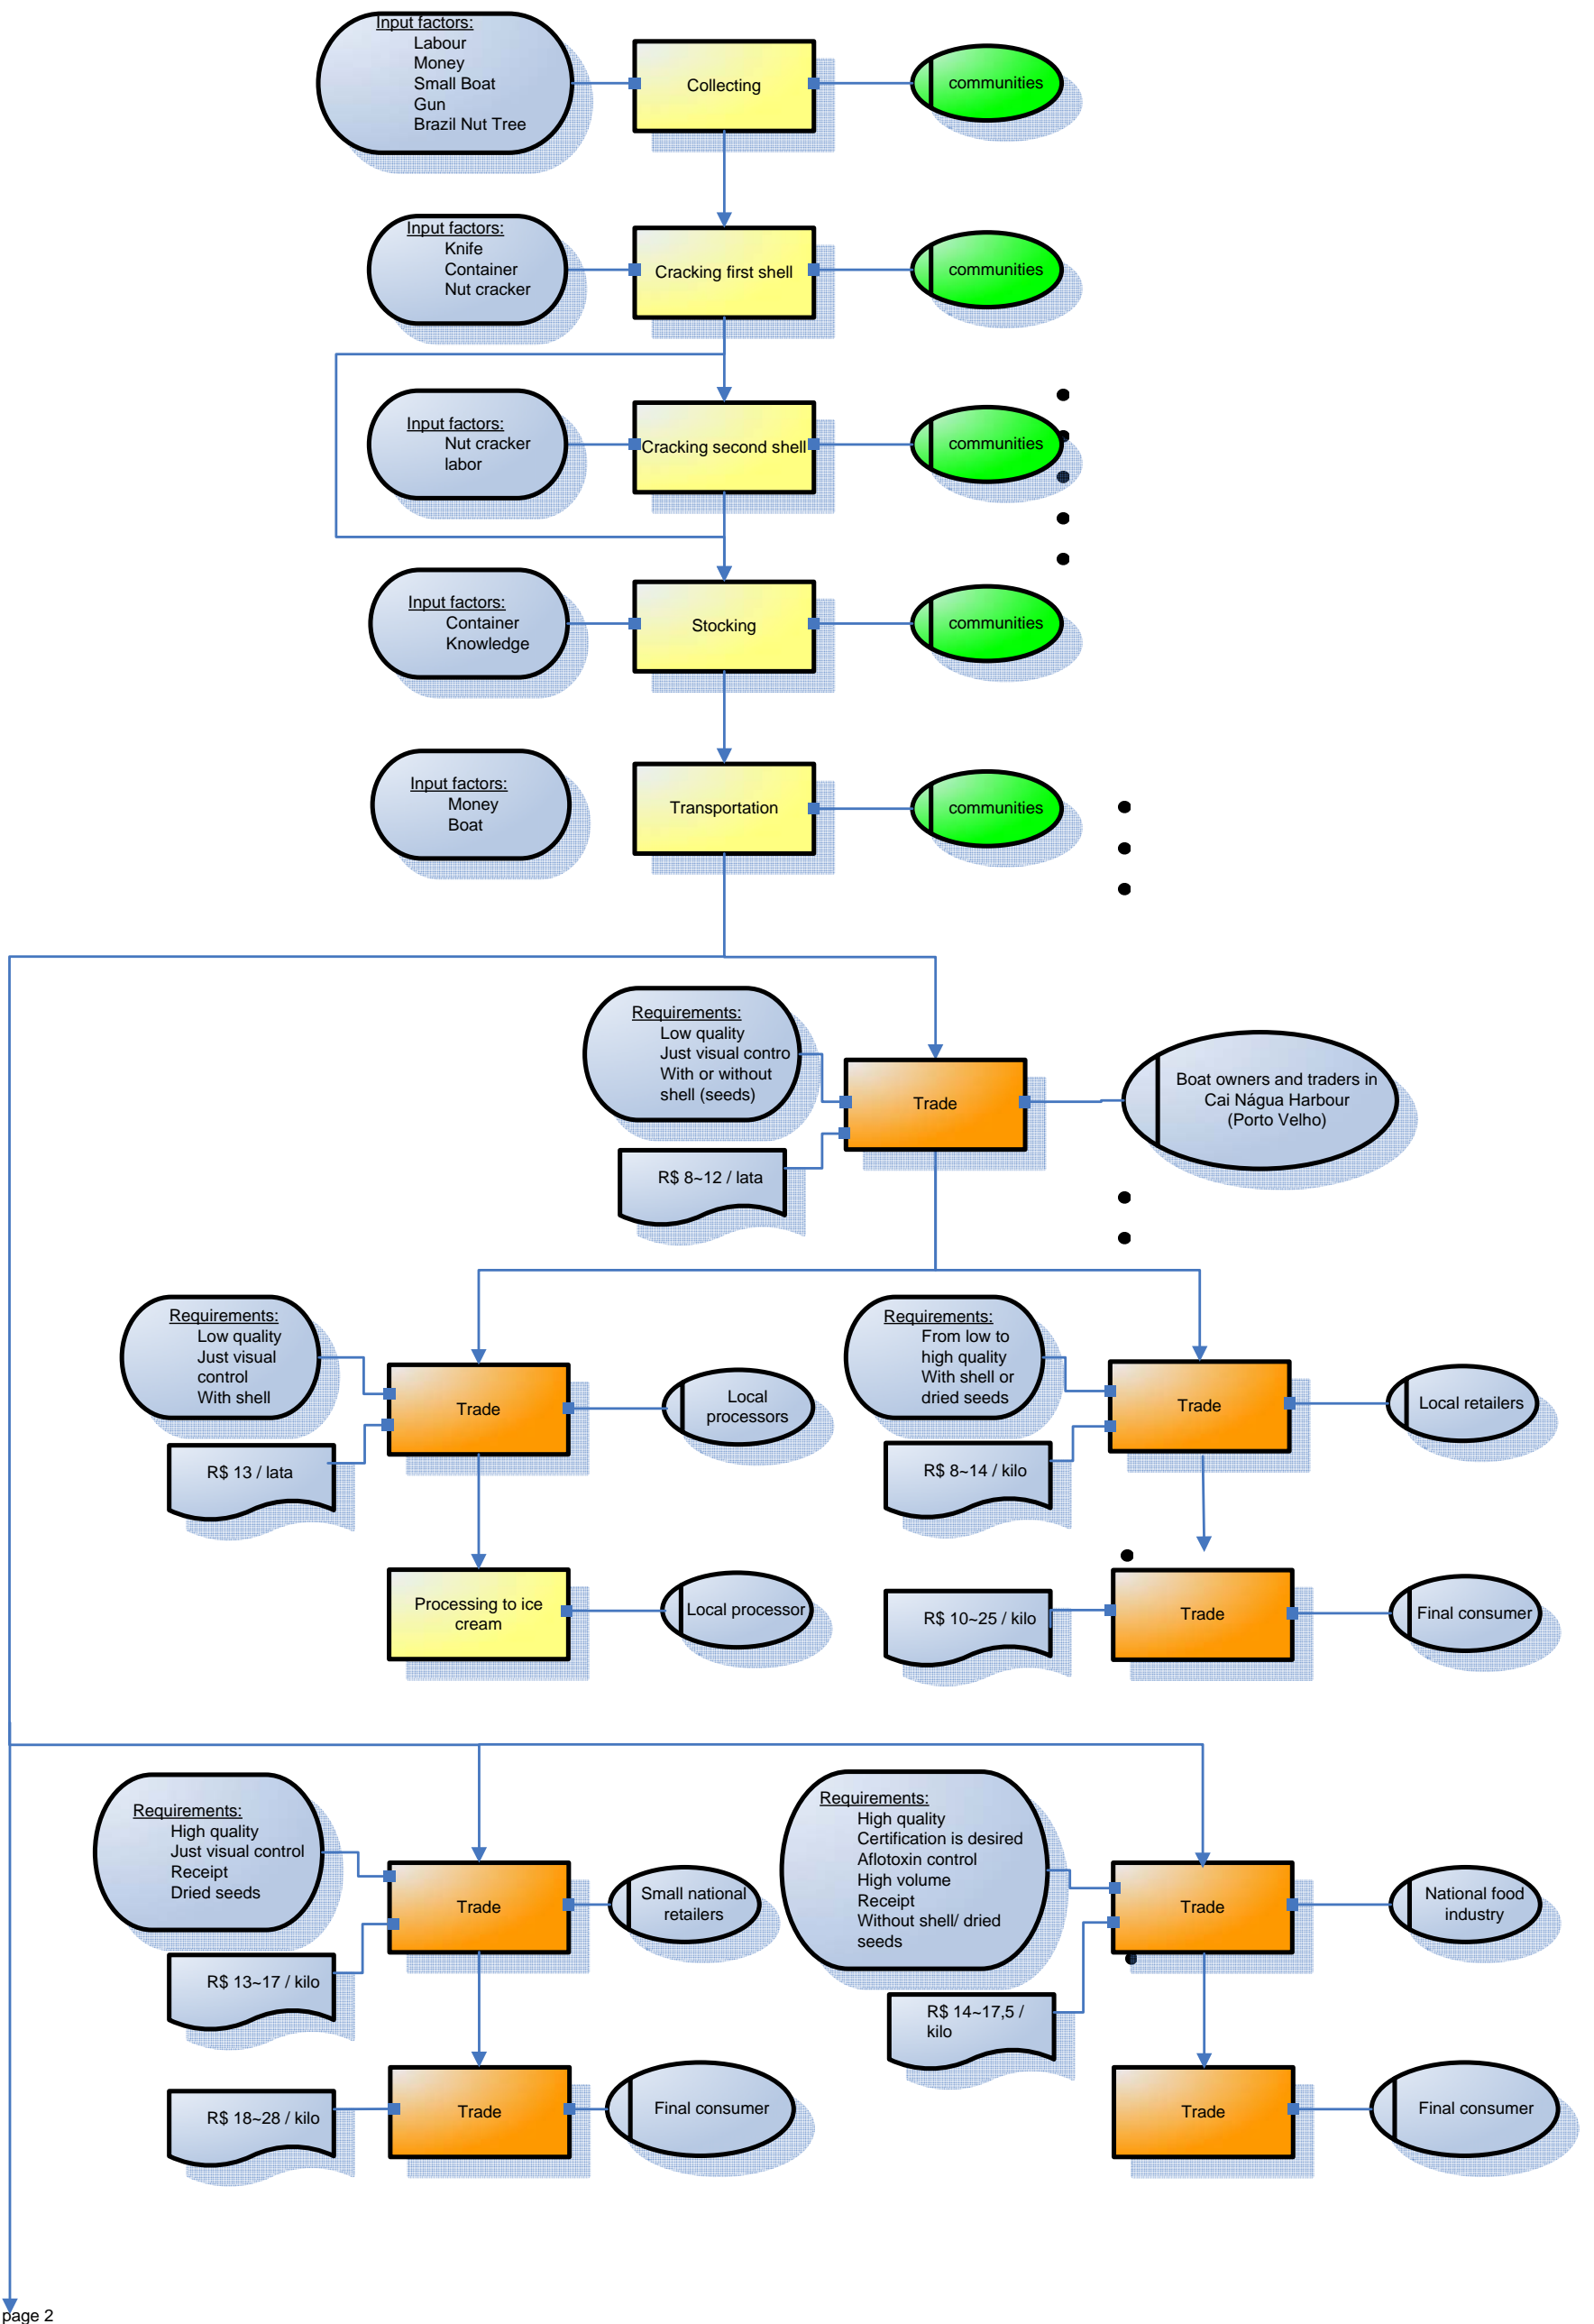 Input factors:
Labour
Money
Small Boat
Gun
Brazil Nut Tree
Collecting
communities
Input factors:
Knife
Container
Nut cracker
Cracking first shell
communities
Input factors:
Nut cracker
labor
Cracking second shell
communities
Input factors:
Container
Knowledge
Stocking
communities
Input factors:
Money
Boat
Transportation
communities
Requirements:
Low quality
Just visual contro
With or without
shell (seeds)
R$ 8~12 / lata
Trade
Boat owners and traders in
Cai Nágua Harbour
(Porto Velho)
Requirements:
Low quality
Just visual
control
With shell
R$ 13 / lata
Trade
Local
processors
Requirements:
From low to
high quality
With shell or
dried seeds
R$ 8~14 / kilo
Trade
Local retailers
Processing to ice
cream
Local processor
R$ 10~25 / kilo
Trade
Final consumer
Requirements:
High quality
Just visual control
Receipt
Dried seeds
R$ 13~17 / kilo
Trade
Small national
retailers
Requirements:
High quality
Certification is desired
Aflotoxin control
High volume
Receipt
Without shell/ dried
seeds
R$ 14~17,5 /
kilo
Trade
National food
industry
R$ 18~28 / kilo
Trade
Final consumer
Trade
Final consumer
page 2